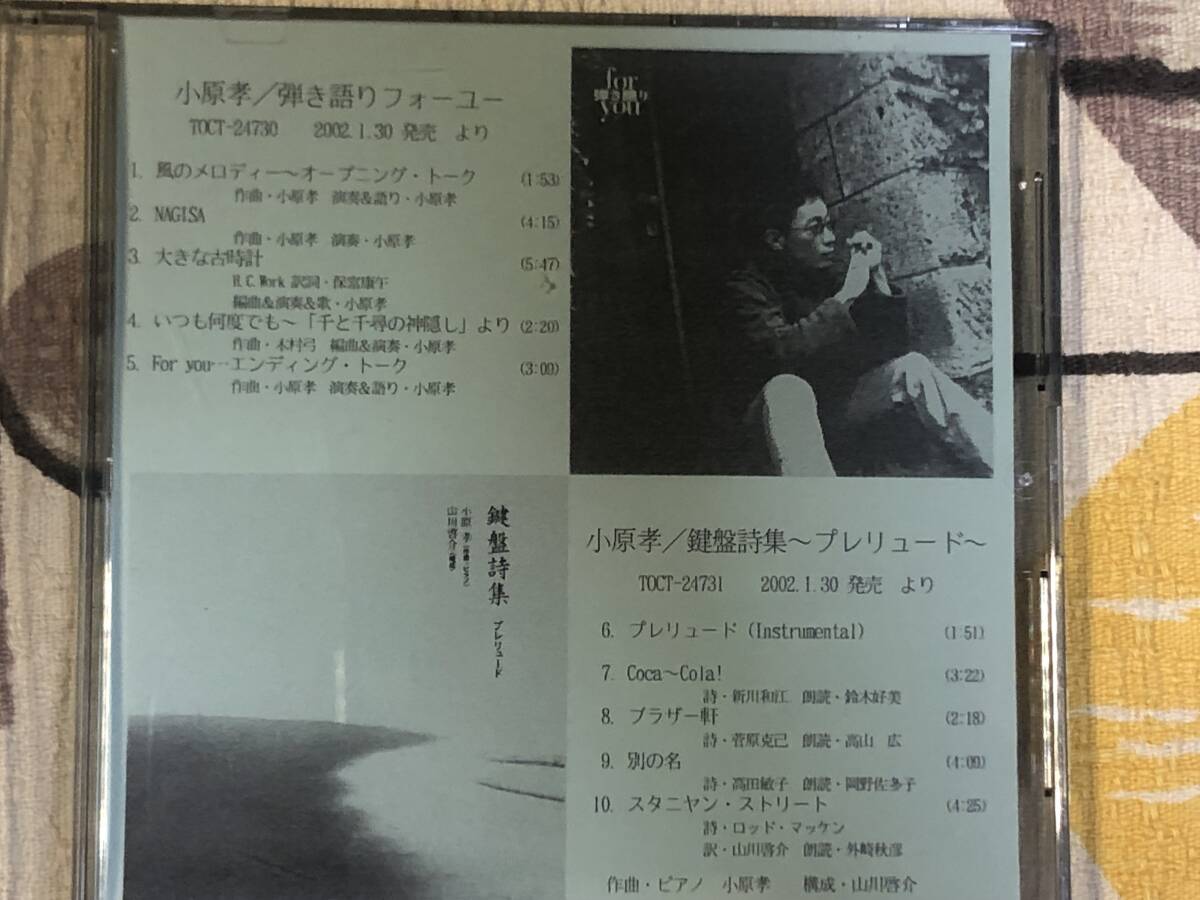 小原孝／弾き語りフォーユー
TOCT-24730 2002.1.30 発売 より
1. 風のメロディー～オープニング・トーク (1:53)
作曲・小原孝 演奏&語り・小原孝
2. NAGISA (4:15)
作曲・小原孝 演奏・小原孝
3. 大きな古時計 (5:47)
H.C.Work 訳詞・保富康午
編曲&演奏&歌・小原孝
4. いつも何度でも～「千と千尋の神隠し」より (2:20)
作曲・木村弓 編曲&演奏・小原孝
5. For you…エンディング・トーク (3:09)
作曲・小原孝 演奏&語り・小原孝
for
弾き語り
you
鍵盤詩集 プレリュード
小原 孝
山川啓介
小原孝／鍵盤詩集～プレリュード～
TOCT-24731 2002.1.30 発売 より
6. プレリュード (Instrumental) (1:51)
7. Coca～Cola! (3:22)
詩・新川和江 朗読・鈴木好美
8. ブラザー軒 (2:18)
詩・菅原克己 朗読・高山 広
9. 別の名 (4:09)
詩・高田敏子 朗読・岡野佐多子
10. スタニヤン・ストリート (4:25)
詩・ロッド・マッケン
訳・山川啓介 朗読・外崎秋彦
作曲・ピアノ 小原孝 構成・山川啓介